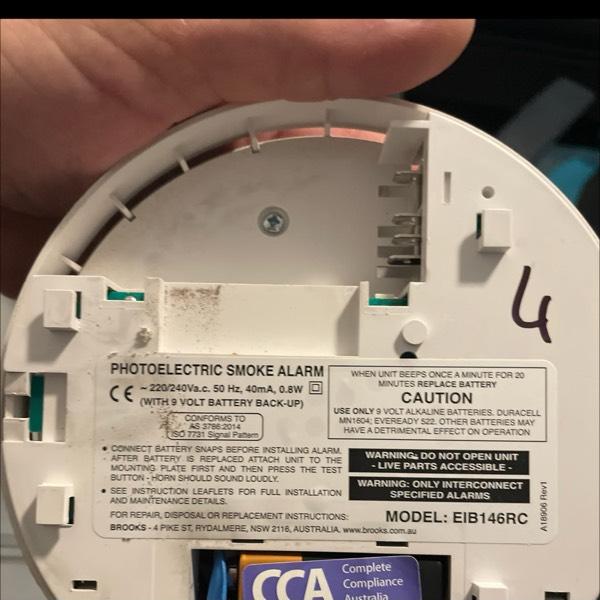 4
PHOTOELECTRIC SMOKE ALARM
CE ~ 220/240Va.c. 50 Hz, 40mA, 0.8W
(WITH 9 VOLT BATTERY BACK-UP)
CONFORMS TO
AS 3786:2014
ISO 7731 Signal Pattern
• CONNECT BATTERY SNAPS BEFORE INSTALLING ALARM.
- AFTER BATTERY IS REPLACED ATTACH UNIT TO THE
MOUNTING PLATE FIRST AND THEN PRESS THE TEST
BUTTON - HORN SHOULD SOUND LOUDLY.
• SEE INSTRUCTION LEAFLETS FOR FULL INSTALLATION
AND MAINTENANCE DETAILS.
FOR REPAIR, DISPOSAL OR REPLACEMENT INSTRUCTIONS:
BROOKS - 4 PIKE ST, RYDALMERE, NSW 2116, AUSTRALIA. www.brooks.com.au
WHEN UNIT BEEPS ONCE A MINUTE FOR 20
MINUTES REPLACE BATTERY
CAUTION
USE ONLY 9 VOLT ALKALINE BATTERIES. DURACELL
MN1604; EVEREADY 522. OTHER BATTERIES MAY
HAVE A DETRIMENTAL EFFECT ON OPERATION
WARNING: DO NOT OPEN UNIT
- LIVE PARTS ACCESSIBLE -
WARNING: ONLY INTERCONNECT
SPECIFIED ALARMS
MODEL: EIB146RC
A18906 Rev1
CCA
Complete
Compliance
Australia